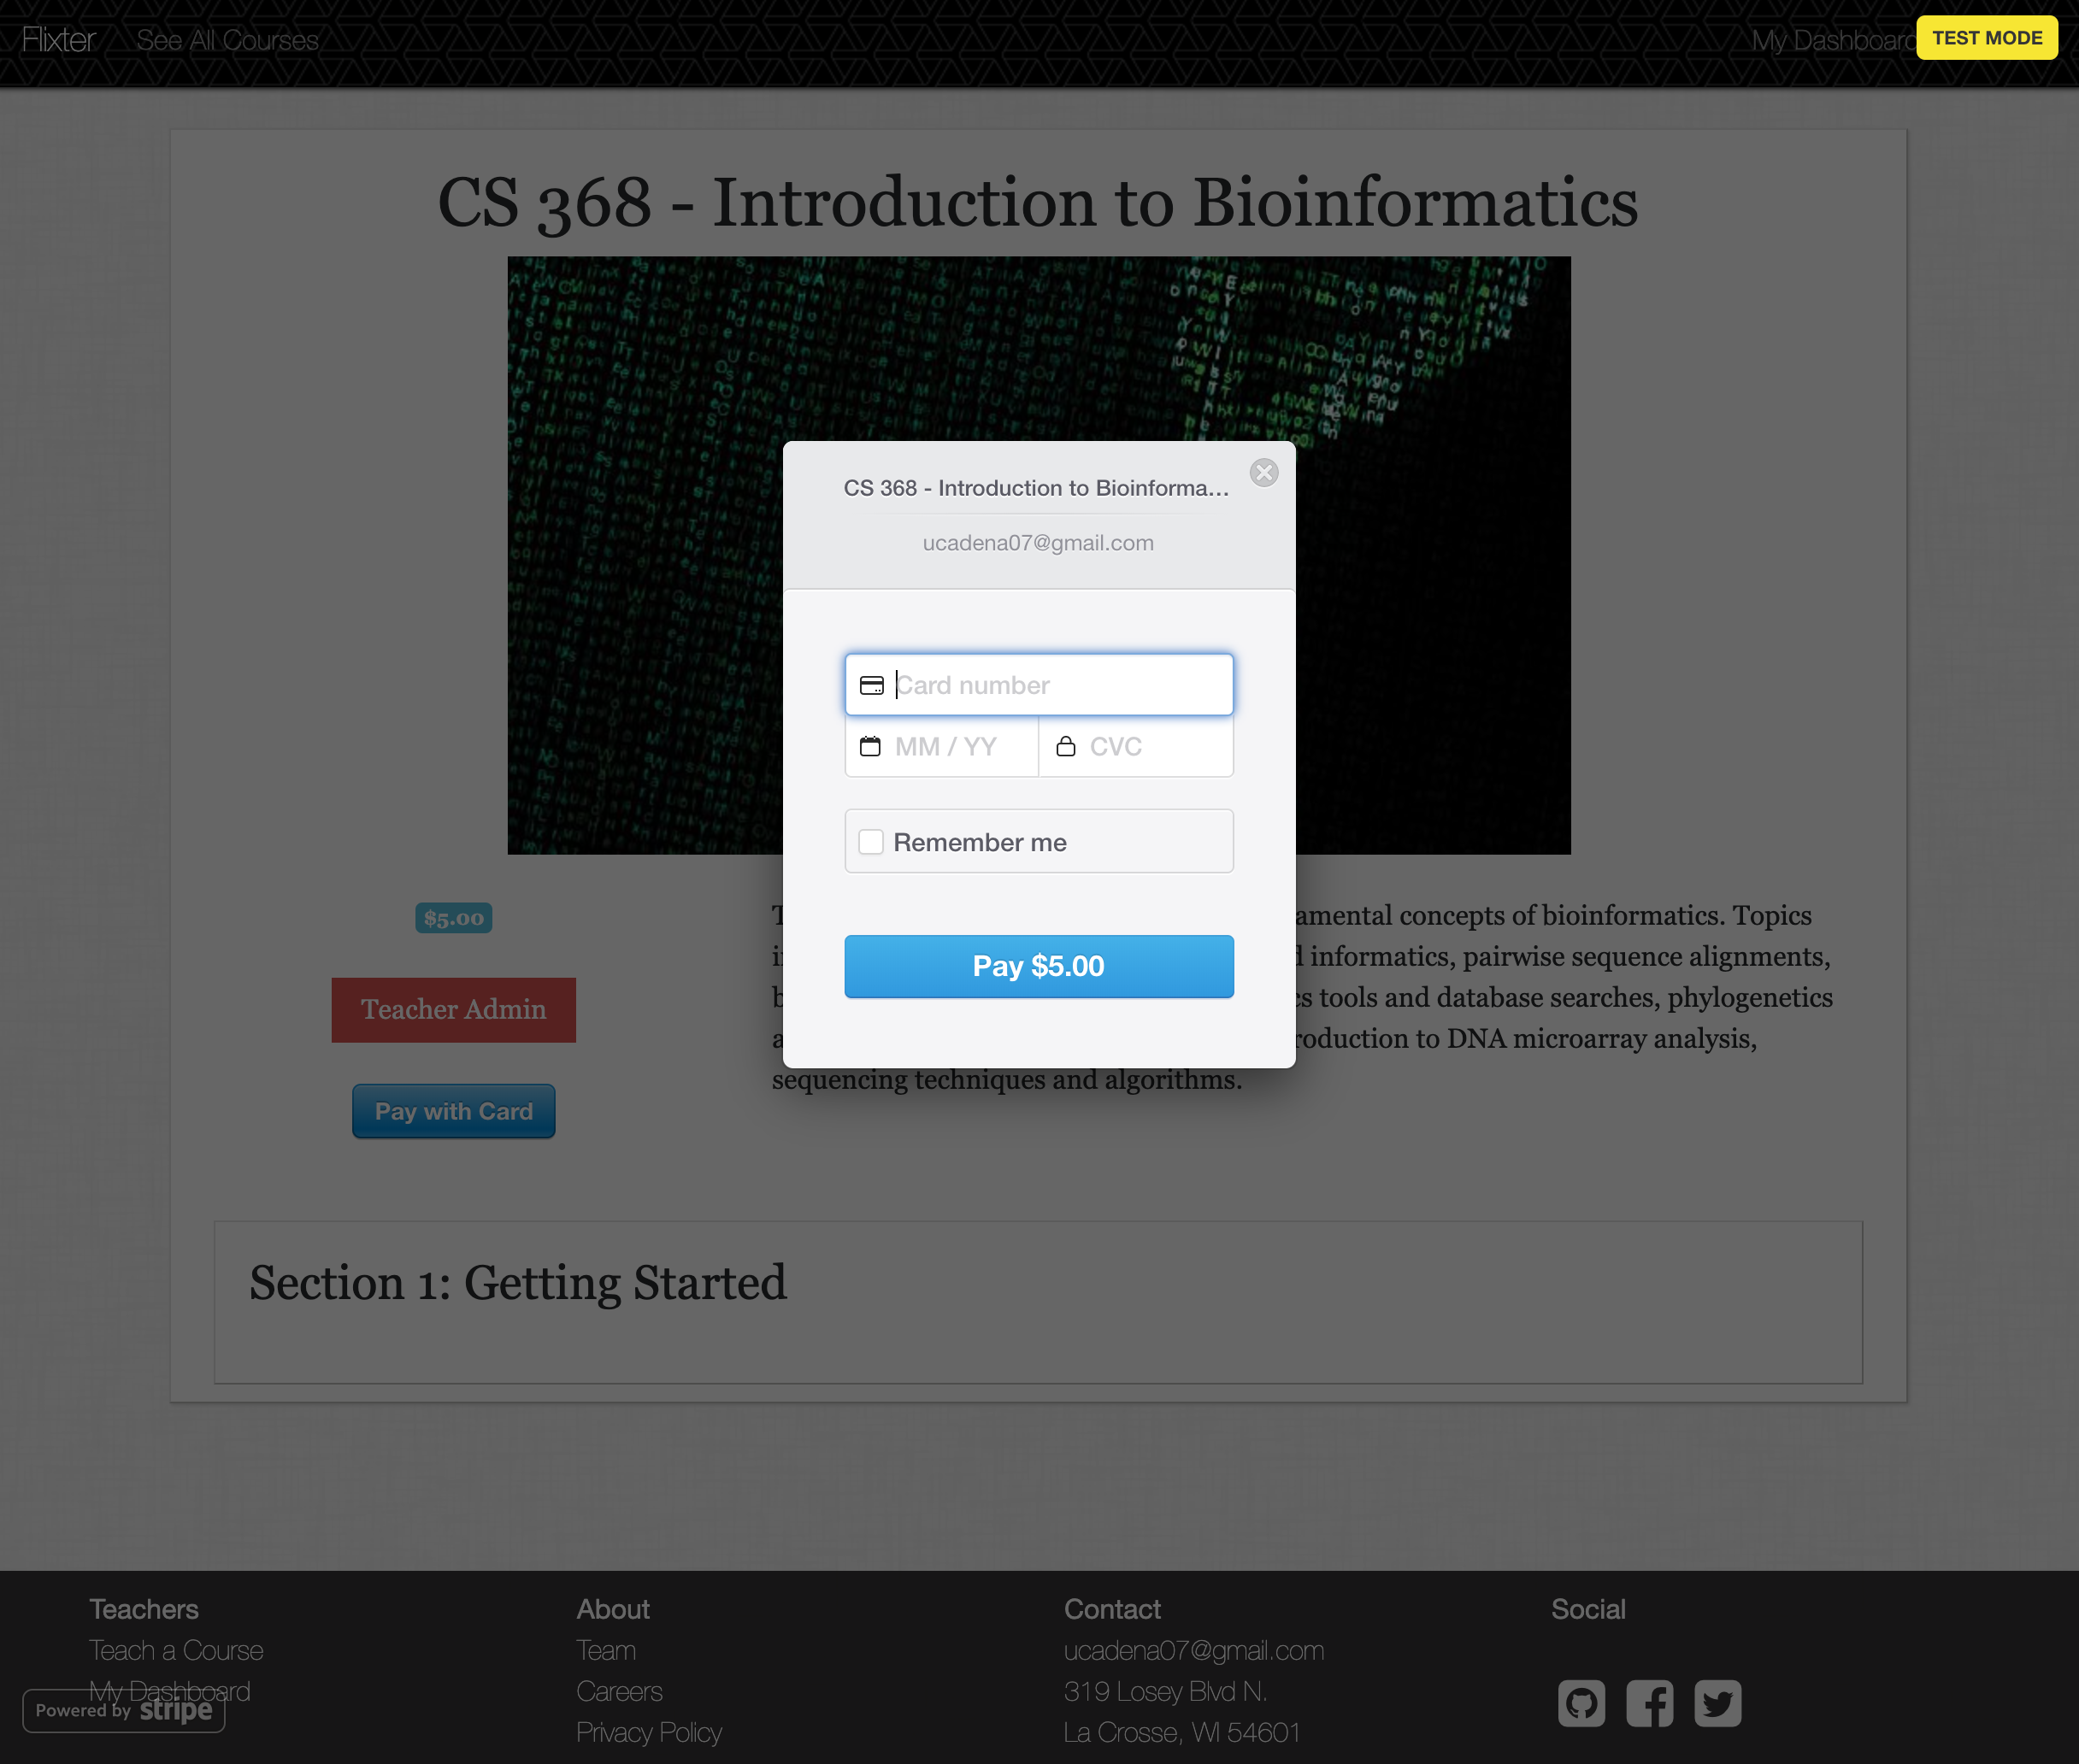 Flixter See All Courses My Dashboard TEST MODE
CS 368 - Introduction to Bioinformatics
CS 368 - Introduction to Bioinforma...
ucadena07@gmail.com
Card number
MM / YY CVC
Remember me
Pay $5.00
$5.00
Teacher Admin
Pay with Card
amental concepts of bioinformatics. Topics
informatics, pairwise sequence alignments,
tools and database searches, phylogenetics
roduction to DNA microarray analysis,
sequencing techniques and algorithms.
Section 1: Getting Started
Teachers
Teach a Course
My Dashboard
Powered by stripe
About
Team
Careers
Privacy Policy
Contact
ucadena07@gmail.com
319 Losey Blvd N.
La Crosse, WI 54601
Social